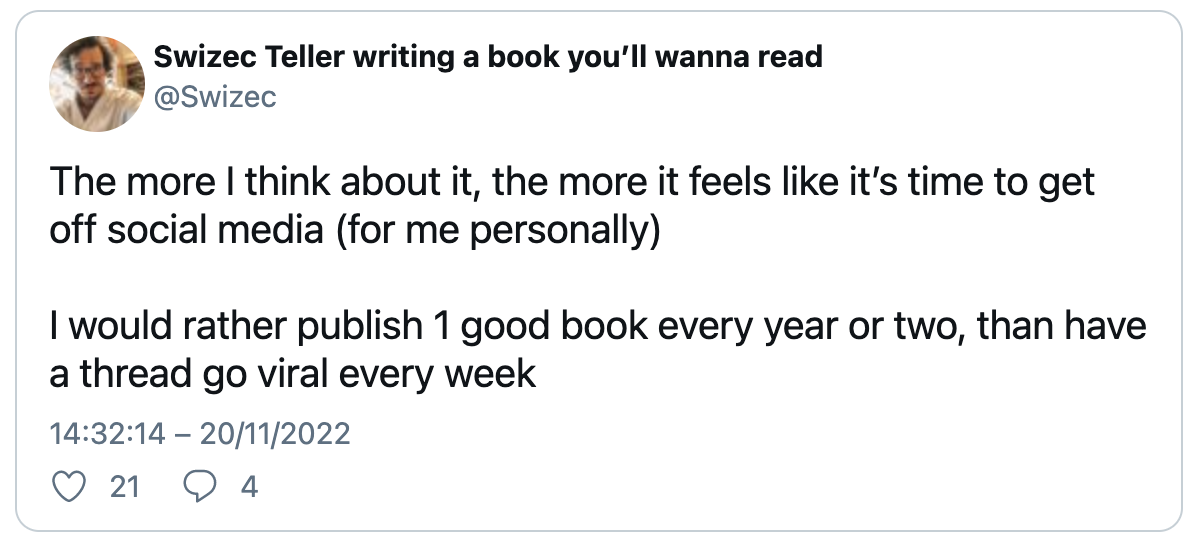 Swizec Teller writing a book you’ll wanna read
@Swizec
The more I think about it, the more it feels like it’s time to get
off social media (for me personally)
I would rather publish 1 good book every year or two, than have
a thread go viral every week
14:32:14 – 20/11/2022
21 4